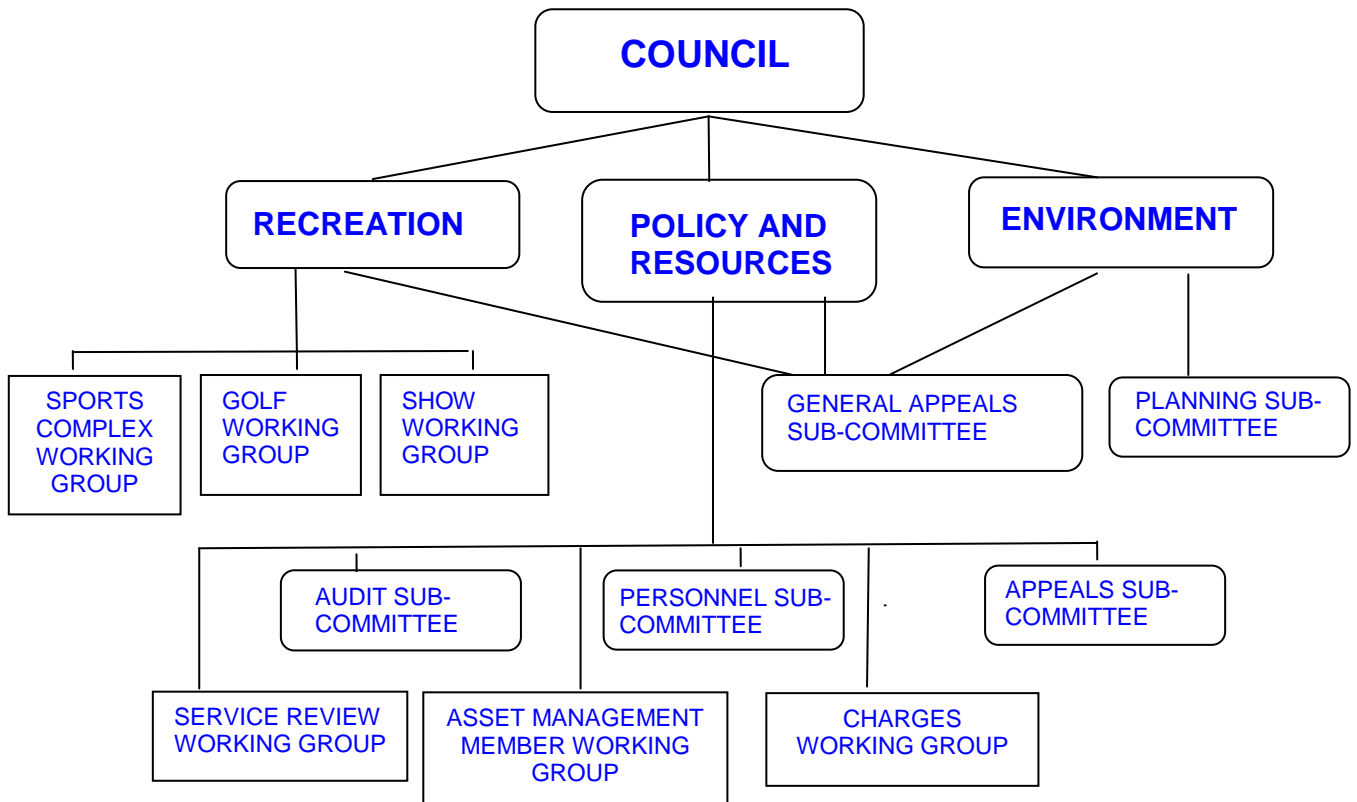 COUNCIL
RECREATION
POLICY AND
RESOURCES
ENVIRONMENT
SPORTS
COMPLEX
WORKING
GROUP
GOLF
WORKING
GROUP
SHOW
WORKING
GROUP
GENERAL APPEALS
SUB-COMMITTEE
PLANNING SUB-
COMMITTEE
AUDIT SUB-
COMMITTEE
PERSONNEL SUB-
COMMITTEE
.
APPEALS SUB-
COMMITTEE
SERVICE REVIEW
WORKING GROUP
ASSET MANAGEMENT
MEMBER WORKING
GROUP
CHARGES
WORKING GROUP